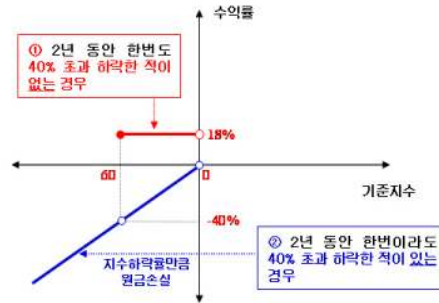 수익률
① 2년 동안 한번도
40% 초과 하락한 적이
없는 경우
18%
60
0
기준지수
-40%
② 2년 동안 한번이라도
40% 초과 하락한 적이 있는
경우
지수하락률만큼
원금손실